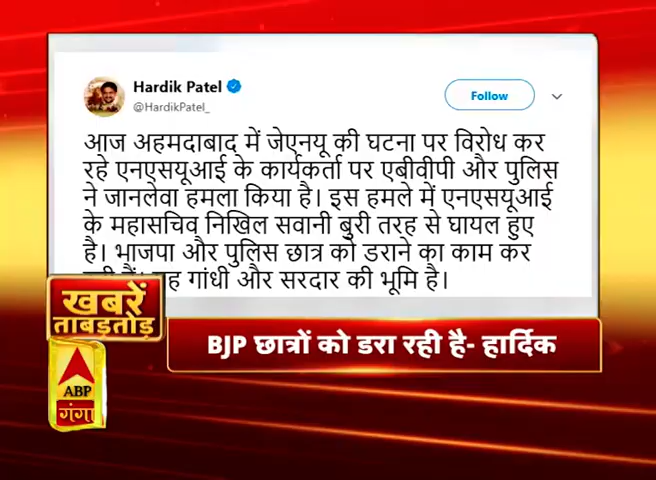 Hardik Patel
@HardikPatel_
Follow
आज अहमदाबाद में जेएनयू की घटना पर विरोध कर
रहे एनएसयूआई के कार्यकर्ता पर एबीवीपी और पुलिस
ने जानलेवा हमला किया है। इस हमले में एनएसयूआई
के महासचिव निखिल सवानी बुरी तरह से घायल हुए
है। भाजपा और पुलिस छात्र को डराने का काम कर
गांधी और सरदार की भूमि है।
खबरें
ताबड़तोड़
BJP छात्रों को डरा रही है- हार्दिक
ABP
गंगा